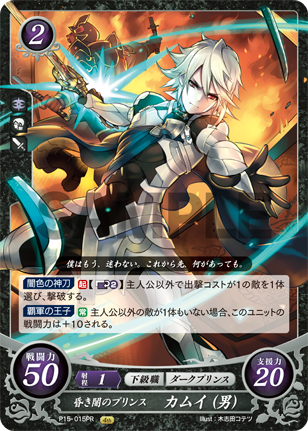 2
SAMPLE
僕はもう、迷わない。これから先、何があっても。
闇色の神刀 起 【 】 主人公以外で出撃コストが1の敵を1体
選び、撃破する。
覇軍の王子 常 主人公以外の敵が1体もいない場合、このユニットの
戦闘力は+10される。
戦闘力 50
射程 1 下級職 ダークプリンス
支援力 20
昏き闇のプリンス カムイ(男)
P15-015PR Illust:木志田コテツ